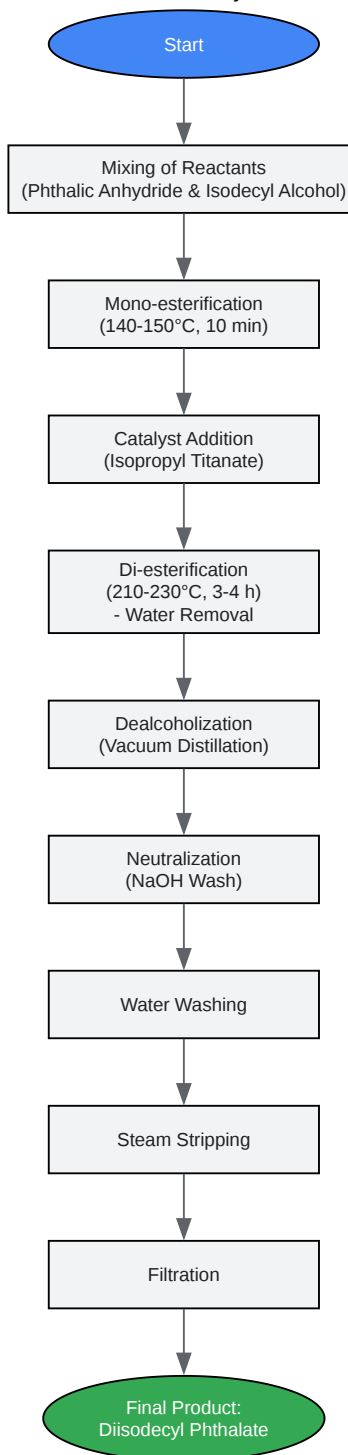 Start
Mixing of Reactants
(Phthalic Anhydride & Isodecyl Alcohol)
Mono-esterification
(140-150°C, 10 min)
Catalyst Addition
(Isopropyl Titanate)
Di-esterification
(210-230°C, 3-4 h)
- Water Removal
Dealcoholization
(Vacuum Distillation)
Neutralization
(NaOH Wash)
Water Washing
Steam Stripping
Filtration
Final Product:
Diisodecyl Phthalate